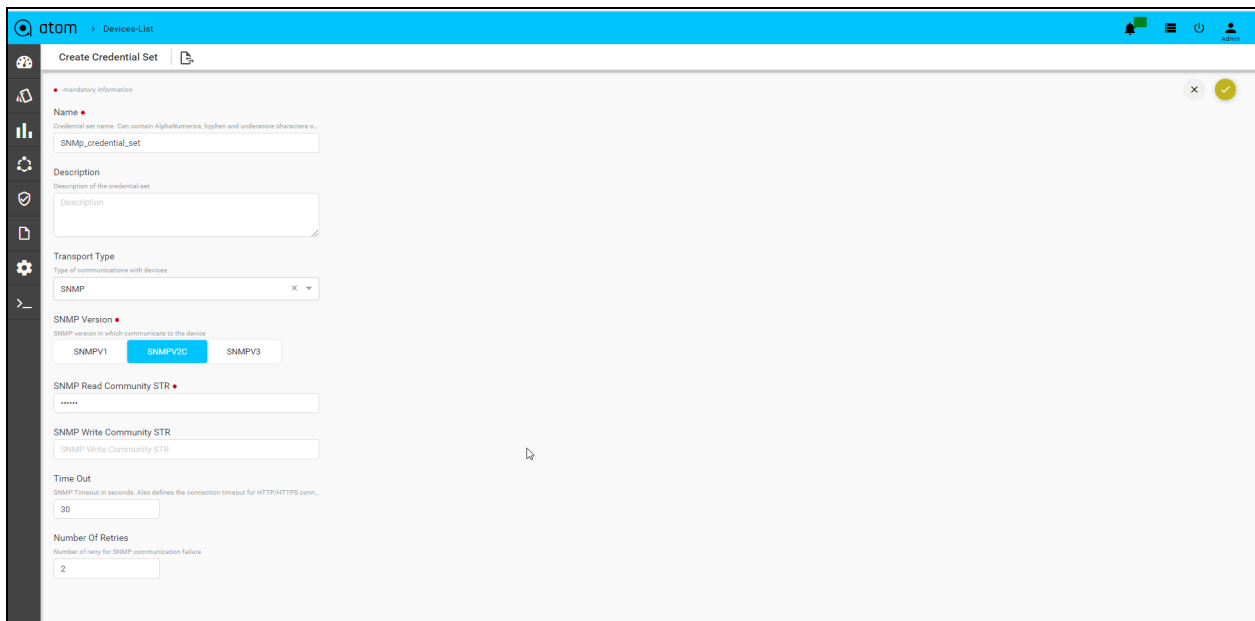 atom > Devices-List
Admin
Create Credential Set
-mandatory information
Name
Credential set name. Can contain AlphaNumerics, hyphen and underscore characters o...
SNMp_credential_set
Description
Description of the credential-set
Description
Transport Type
Type of communications with devices
SNMP
SNMP Version
SNMP version in which communicate to the device
SNMPV1 SNMPV2C SNMPV3
SNMP Read Community STR
••••••
SNMP Write Community STR
SNMP Write Community STR
Time Out
SNMP Timeout in seconds. Also defines the connection timeout for HTTP/HTTPS conn...
30
Number Of Retries
Number of retry for SNMP communication failure
2